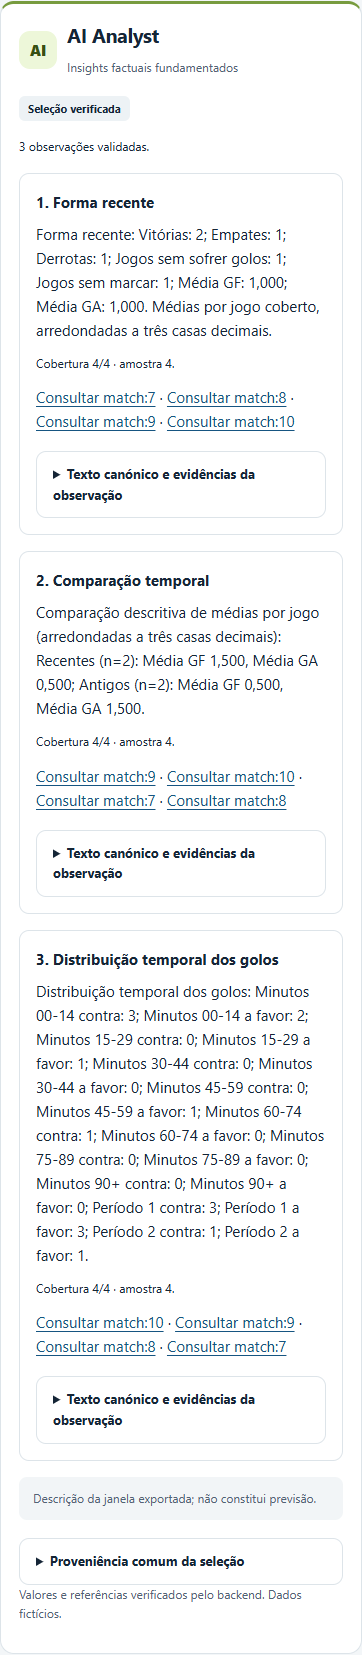 AI
AI Analyst
Insights factuais fundamentados
Seleção verificada
3 observações validadas.
1. Forma recente
Forma recente: Vitórias: 2; Empates: 1;
Derrotas: 1; Jogos sem sofrer golos: 1;
Jogos sem marcar: 1; Média GF: 1,000;
Média GA: 1,000. Médias por jogo coberto,
arredondadas a três casas decimais.
Cobertura 4/4 · amostra 4.
Consultar match:7 · Consultar match:8 ·
Consultar match:9 · Consultar match:10
▶ Texto canónico e evidências da
observação
2. Comparação temporal
Comparação descritiva de médias por jogo
(arredondadas a três casas decimais):
Recentes (n=2): Média GF 1,500, Média GA
0,500; Antigos (n=2): Média GF 0,500,
Média GA 1,500.
Cobertura 4/4 · amostra 4.
Consultar match:9 · Consultar match:10 ·
Consultar match:7 · Consultar match:8
▶ Texto canónico e evidências da
observação
3. Distribuição temporal dos golos
Distribuição temporal dos golos: Minutos
00-14 contra: 3; Minutos 00-14 a favor: 2;
Minutos 15-29 contra: 0; Minutos 15-29 a
favor: 1; Minutos 30-44 contra: 0; Minutos
30-44 a favor: 0; Minutos 45-59 contra: 0;
Minutos 45-59 a favor: 1; Minutos 60-74
contra: 1; Minutos 60-74 a favor: 0; Minutos
75-89 contra: 0; Minutos 75-89 a favor: 0;
Minutos 90+ contra: 0; Minutos 90+ a
favor: 0; Período 1 contra: 3; Período 1 a
favor: 3; Período 2 contra: 1; Período 2 a
favor: 1.
Cobertura 4/4 · amostra 4.
Consultar match:10 · Consultar match:9 ·
Consultar match:8 · Consultar match:7
▶ Texto canónico e evidências da
observação
Descrição da janela exportada; não constitui previsão.
▶ Proveniência comum da seleção
Valores e referências verificados pelo backend. Dados
fictícios.